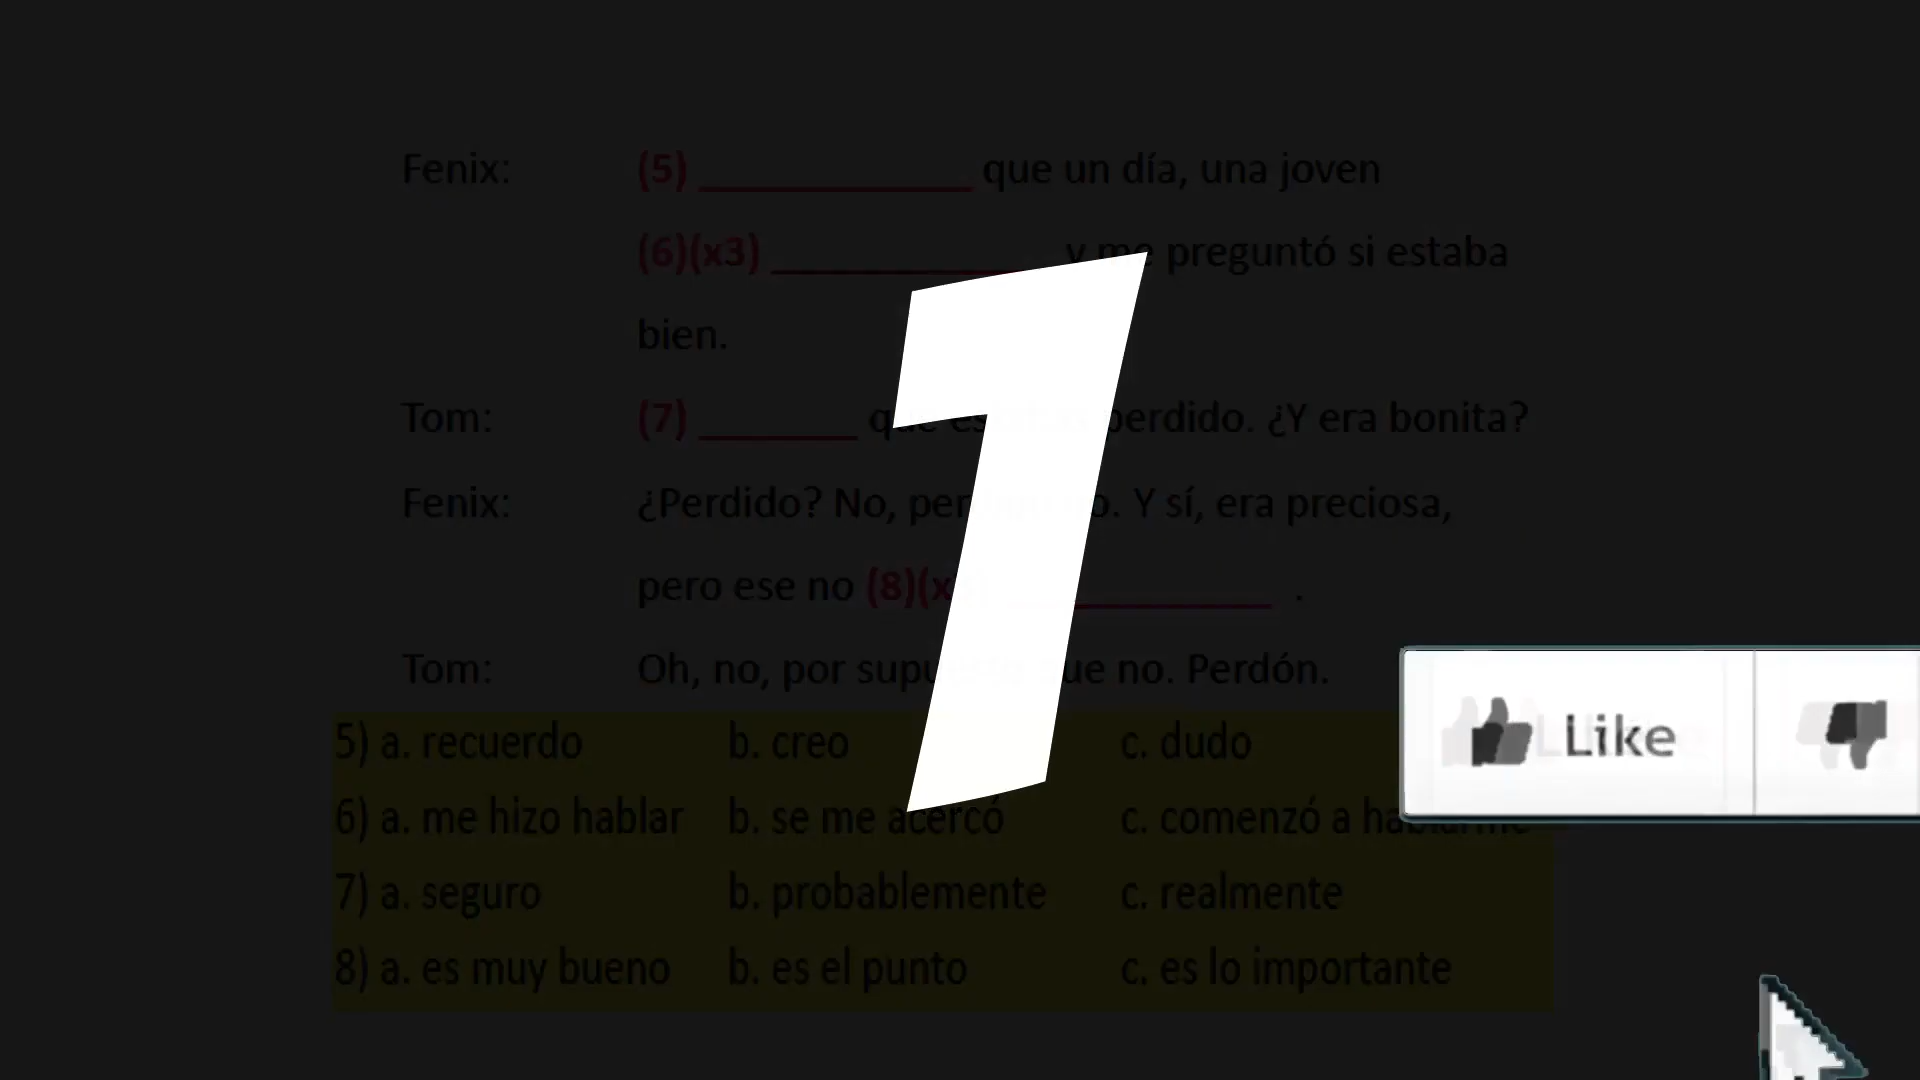 Fenix: (5) ____________ que un día, una joven
(6)(x3) ____________ y me preguntó si estaba
bien.
Tom: (7) _______ que perdido. ¿Y era bonita?
Fenix: ¿Perdido? No, Y sí, era preciosa,
pero ese no (8) ____________ .
Tom: Oh, no, por que no. Perdón.
5) a. recuerdo b. creo c. dudo
6) a. me hizo hablar b. se me acercó c. comenzó a hablarme
7) a. seguro b. probablemente c. realmente
8) a. es muy bueno b. es el punto c. es lo importante
1
Like